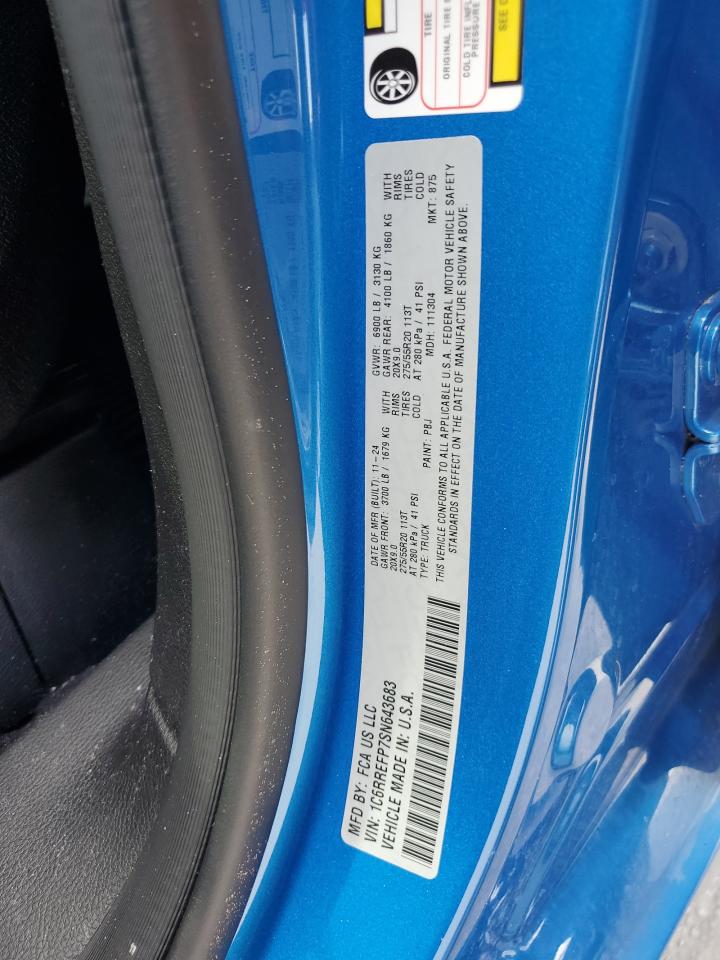 TIRE
ORIGINAL TIRE
COLD TIRE INFL
PRESSURE
SEE
MFD BY: FCA US LLC
VIN: 1C6RREFP7SN643683
VEHICLE MADE IN: U.S.A.
DATE OF MFR (BUILT): 11-24 GVWR: 6900 LB / 3130 KG
GAWR FRONT: 3700 LB / 1679 KG WITH GAWR REAR: 4100 LB / 1860 KG WITH
20X9.0 RIMS 20X9.0 RIMS
275/55R20 113T TIRES 275/55R20 113T TIRES
AT 280 kPa / 41 PSI COLD AT 280 kPa / 41 PSI COLD
TYPE: TRUCK PAINT: PBJ MDH: 111304 MKT: 875
THIS VEHICLE CONFORMS TO ALL APPLICABLE U.S.A. FEDERAL MOTOR VEHICLE SAFETY
STANDARDS IN EFFECT ON THE DATE OF MANUFACTURE SHOWN ABOVE.